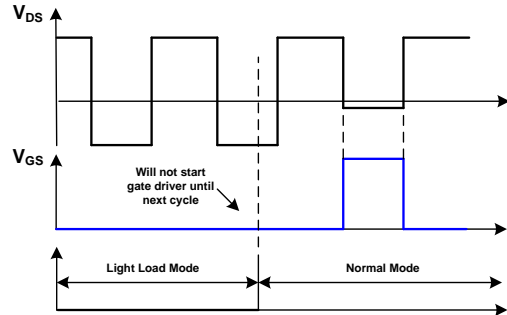 VDS
VGS
Will not start
gate driver until
next cycle
Light Load Mode
Normal Mode